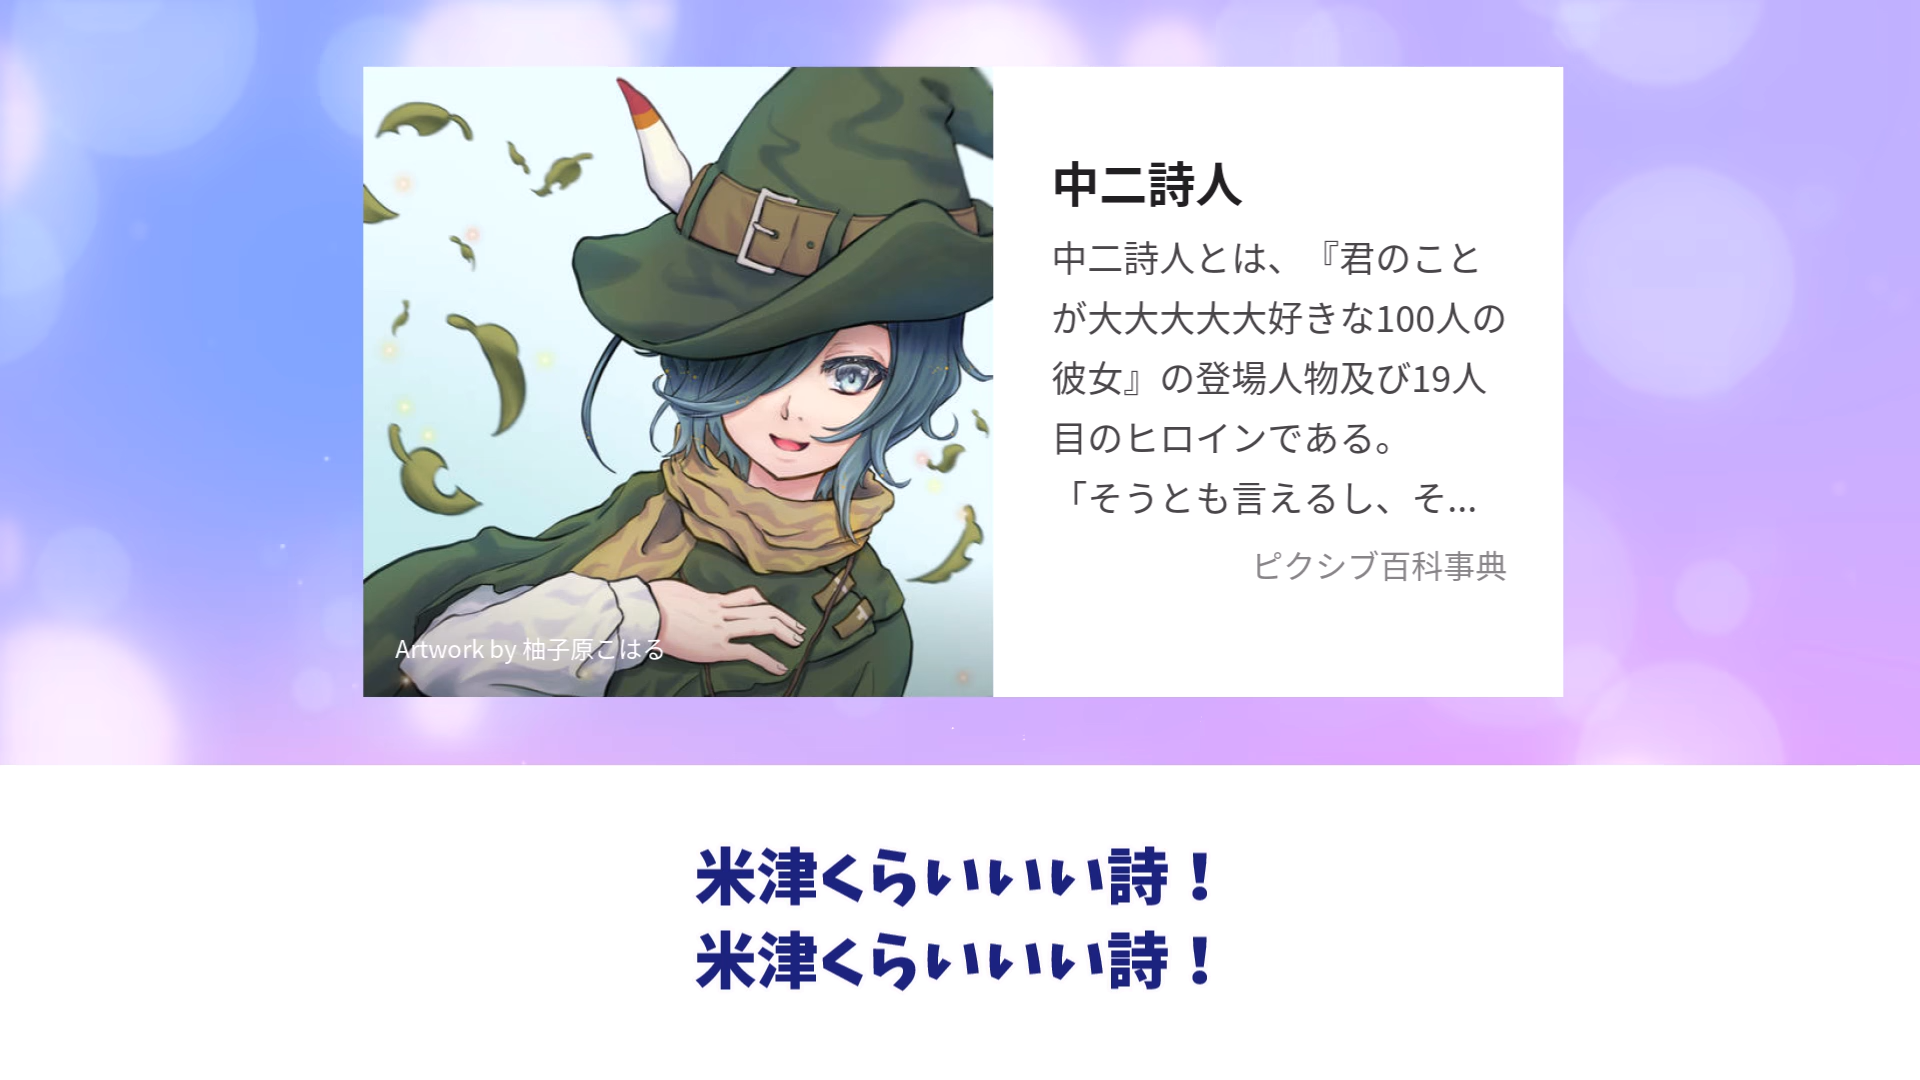 中二詩人
中二詩人とは、『君のこと
が大大大大大好きな100人の
彼女』の登場人物及び19人
目のヒロインである。
「そうとも言えるし、そ...
ピクシブ百科事典
Artwork by 柚子原こはる
米津くらいいい詩！
米津くらいいい詩！